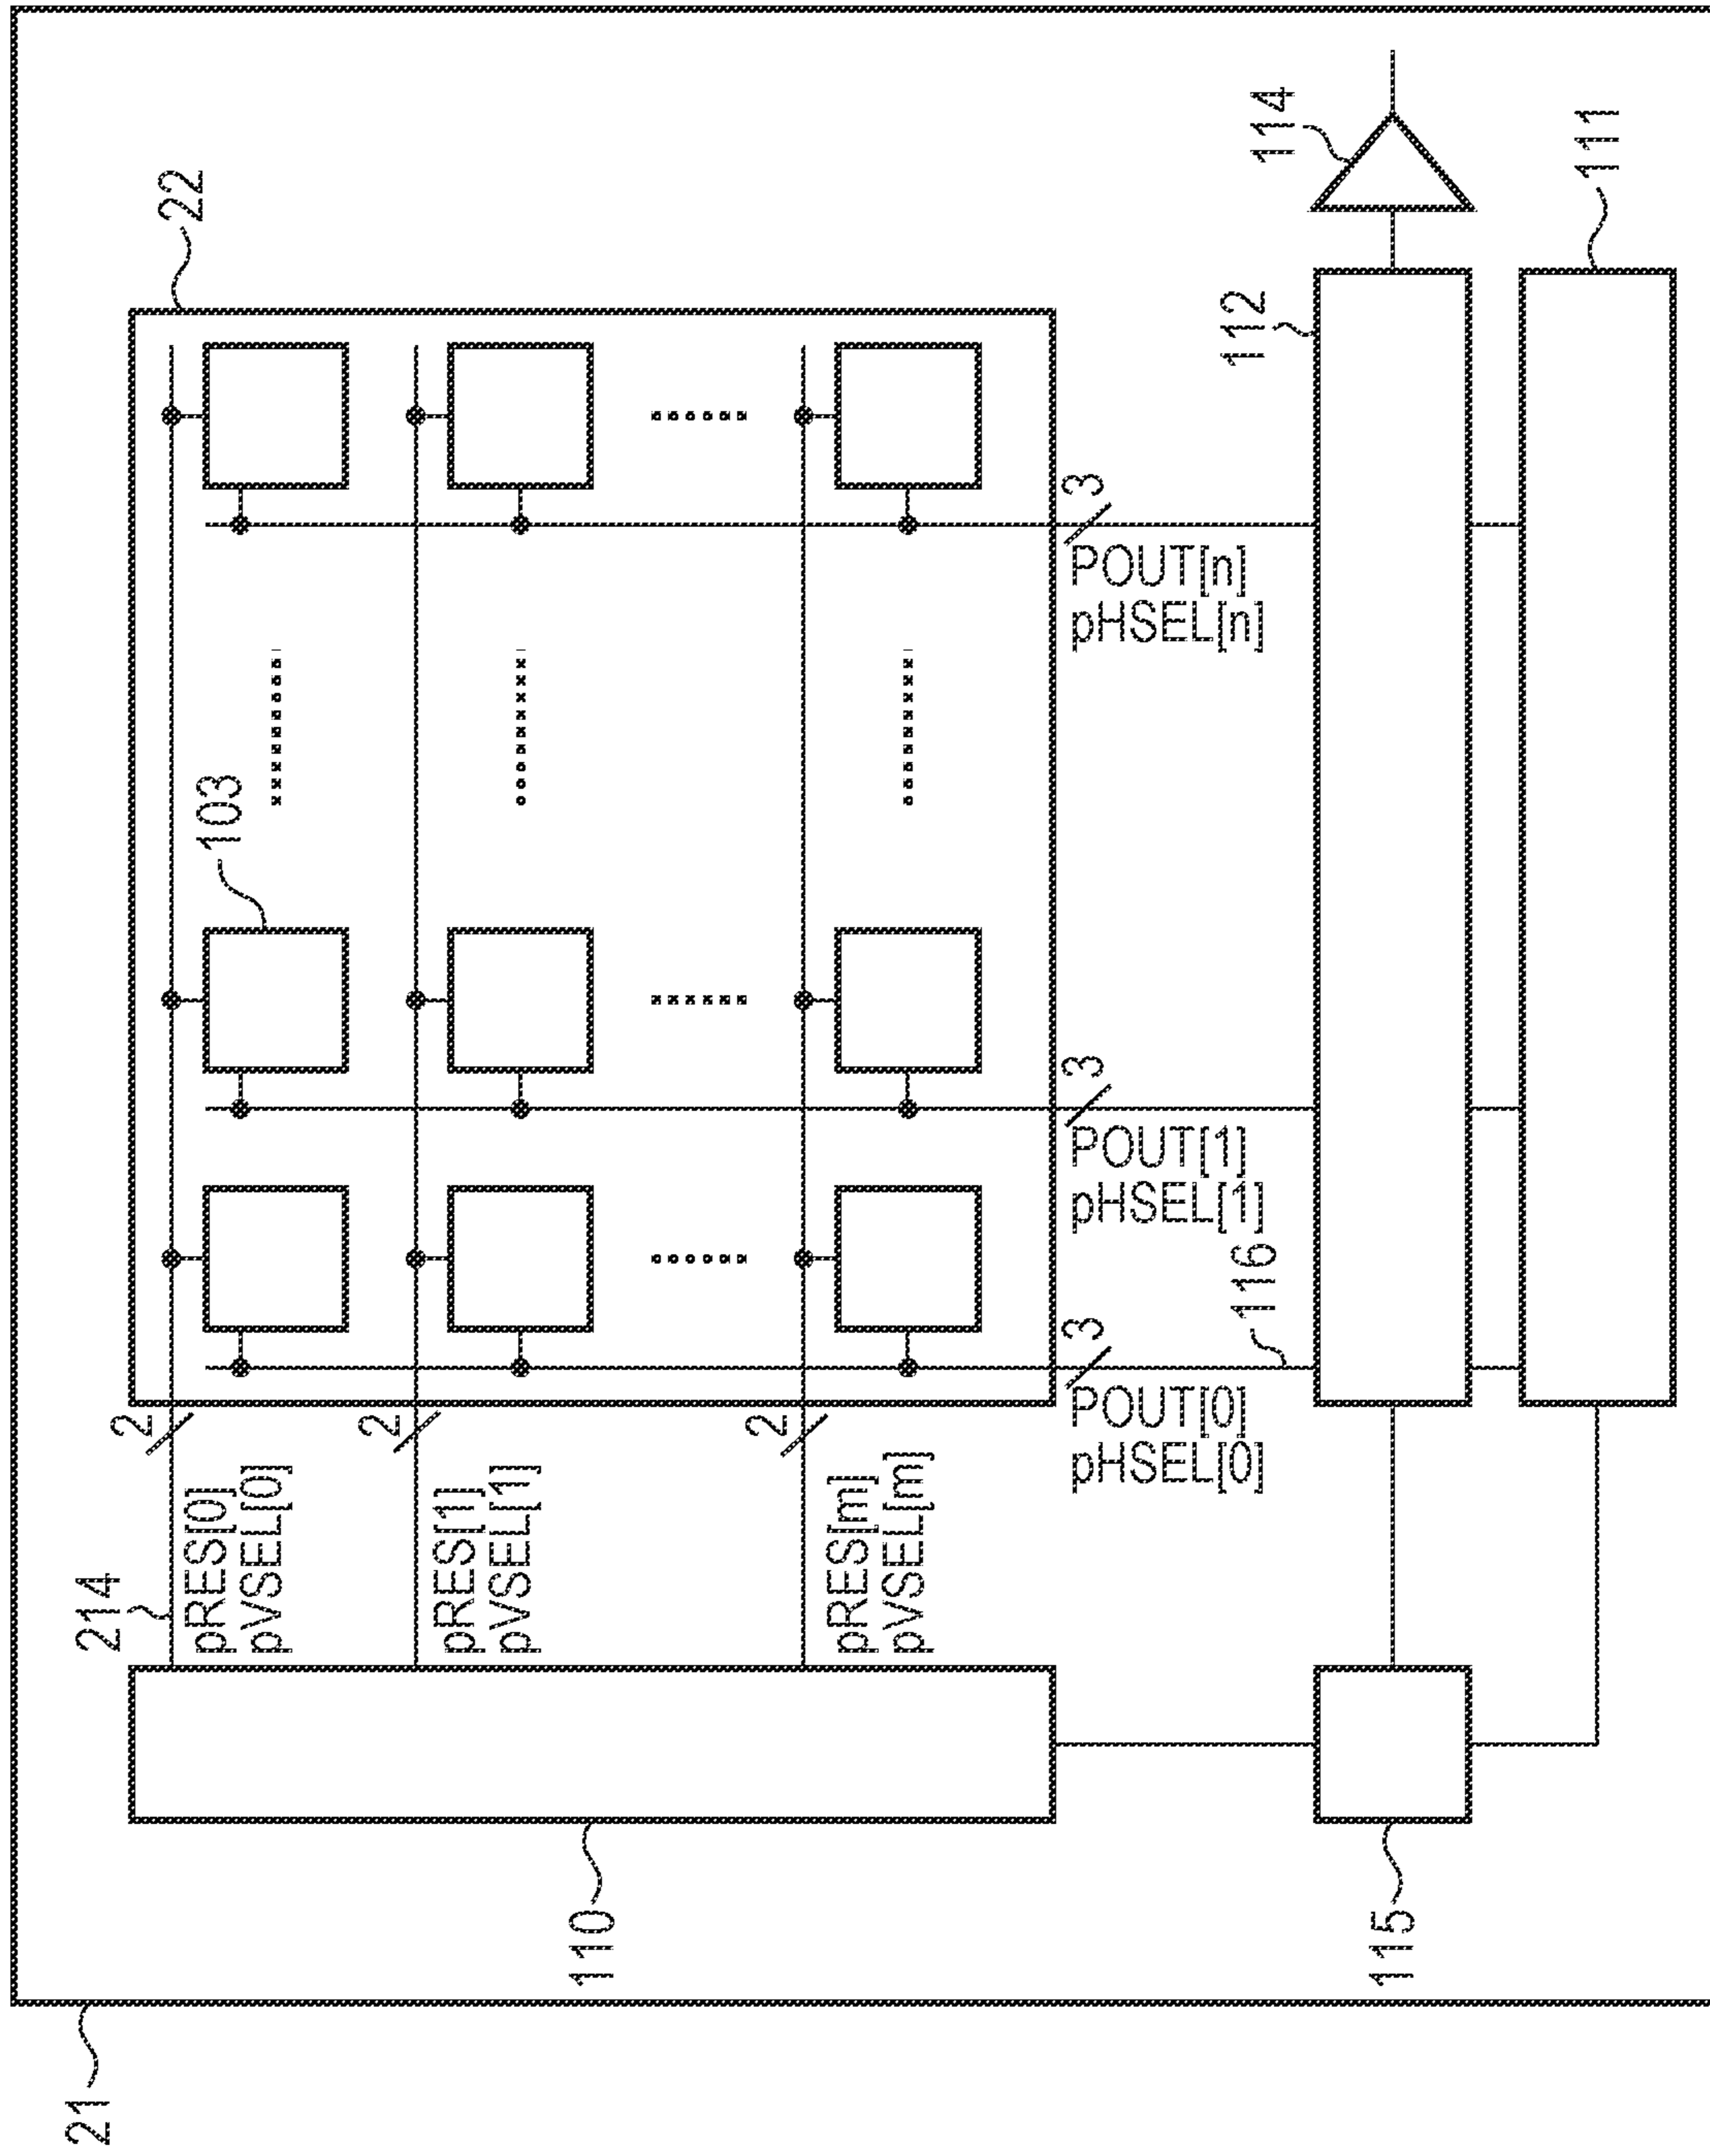 21
22
214
2
pRES[0]
pVSEL[0]
103
2
pRES[1]
pVSEL[1]
2
pRES[m]
pVSEL[m]
110
3
POUT[0]
pHSEL[0]
3
POUT[1]
pHSEL[1]
3
POUT[n]
pHSEL[n]
116
112
114
115
111